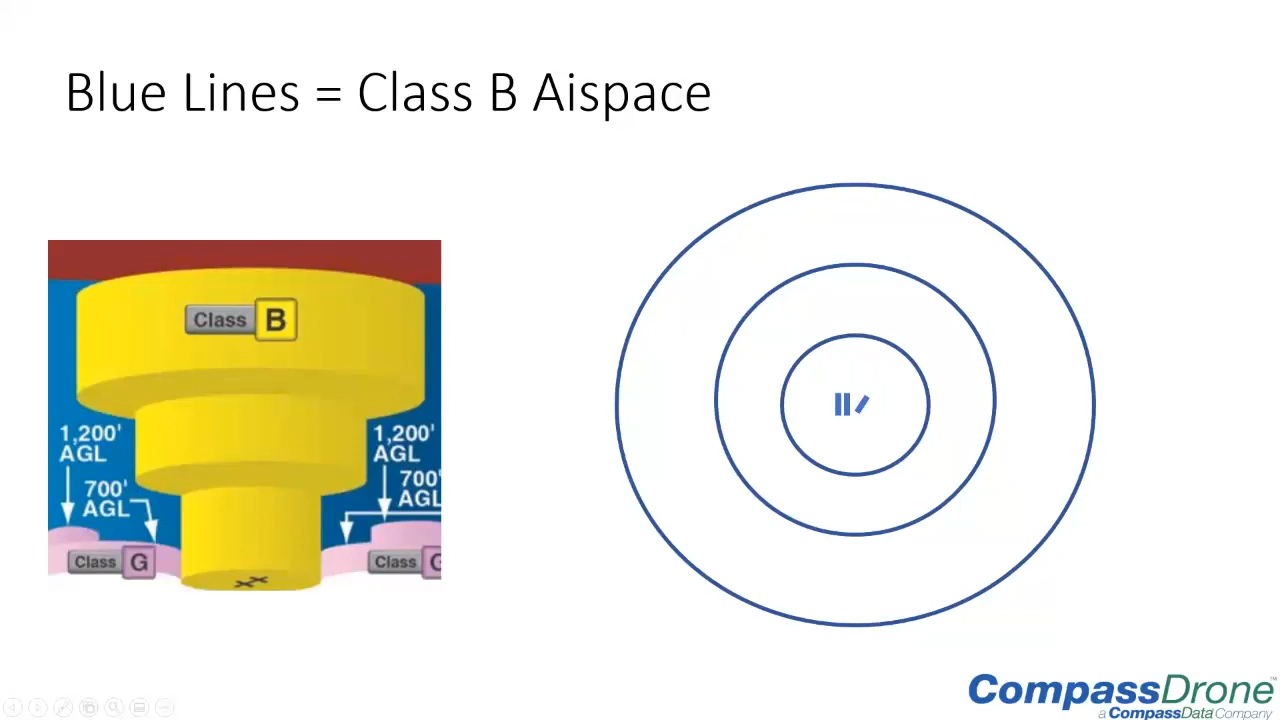 Blue Lines = Class B Aispace
Class B
1,200'
AGL
700'
AGL
1,200'
AGL
700'
AGL
Class G
Class G
CompassDrone™
a CompassData Company